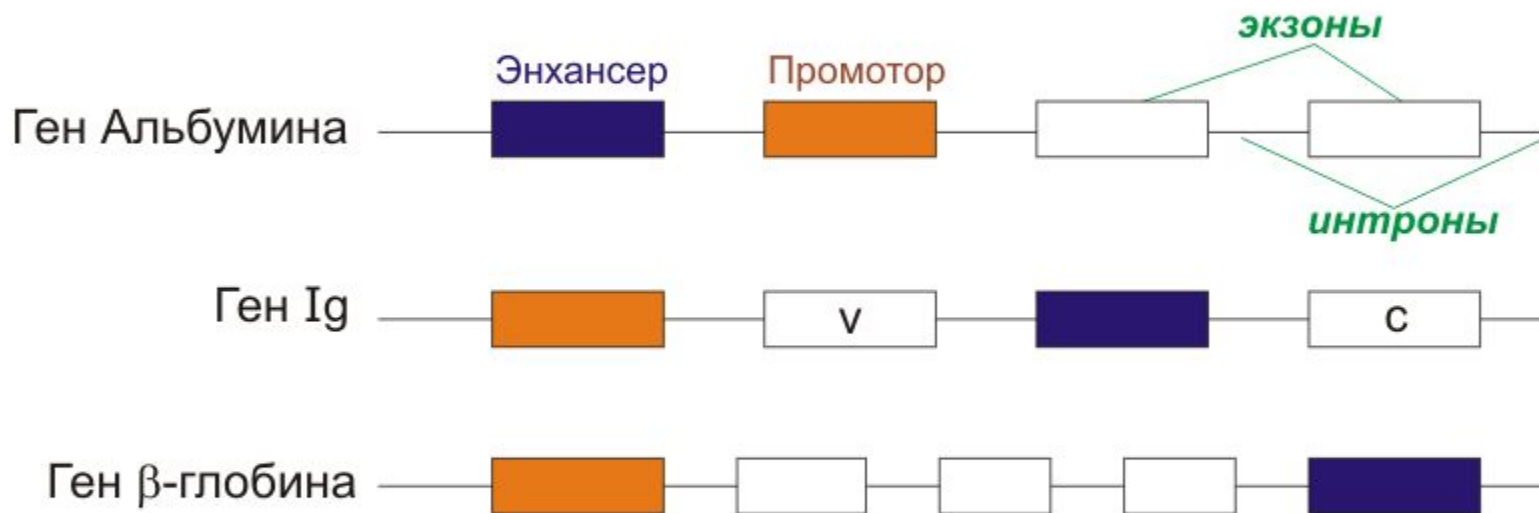 экзоны
Энхансер Промотор
Ген Альбумина
интроны
Ген Ig V C
Ген β-глобина